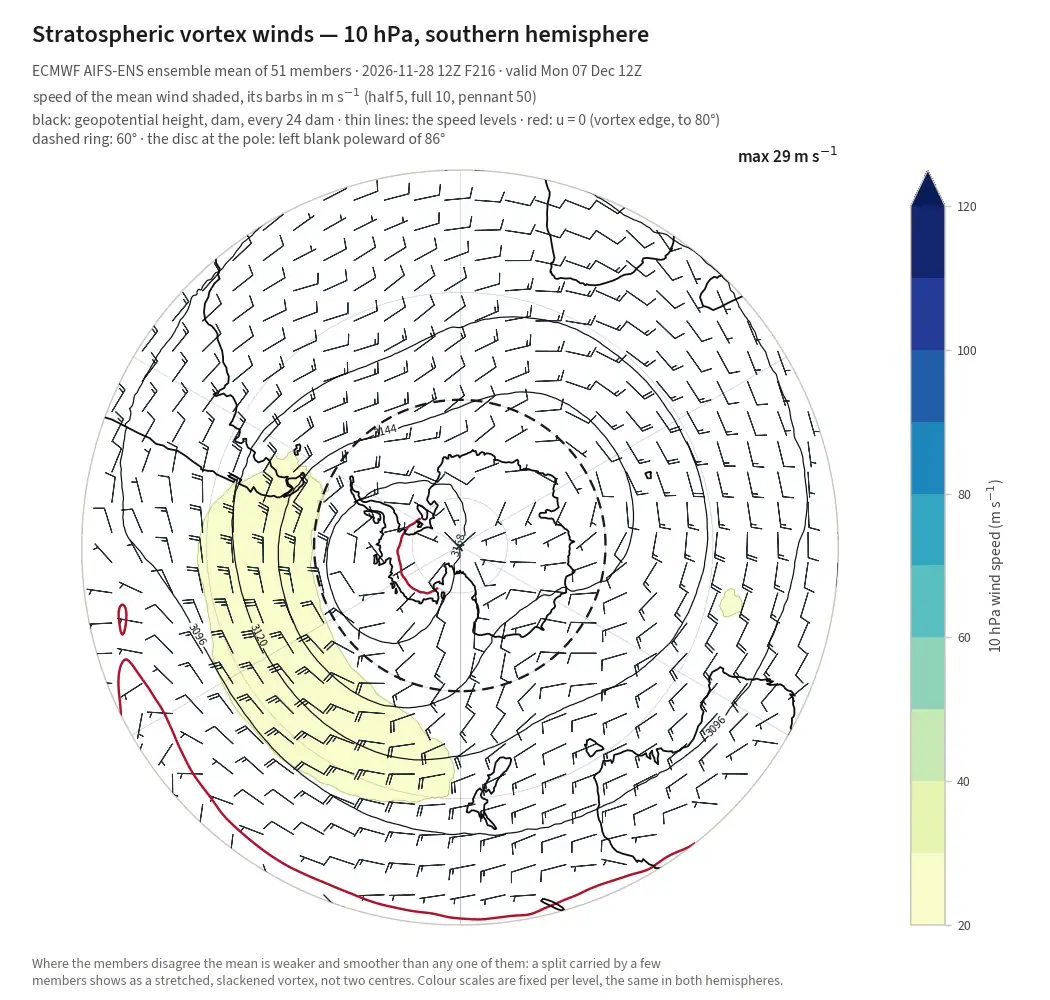 Stratospheric vortex winds — 10 hPa, southern hemisphere
ECMWF AIFS-ENS ensemble mean of 51 members · 2026-11-28 12Z F216 · valid Mon 07 Dec 12Z
speed of the mean wind shaded, its barbs in m s⁻¹ (half 5, full 10, pennant 50)
black: geopotential height, dam, every 24 dam · thin lines: the speed levels · red: u = 0 (vortex edge, to 80°)
dashed ring: 60° · the disc at the pole: left blank poleward of 86°
max 29 m s⁻¹
120
100
80
60
40
20
10 hPa wind speed (m s⁻¹)
3144
3168
3096
3120
3096
Where the members disagree the mean is weaker and smoother than any one of them: a split carried by a few
members shows as a stretched, slackened vortex, not two centres. Colour scales are fixed per level, the same in both hemispheres.